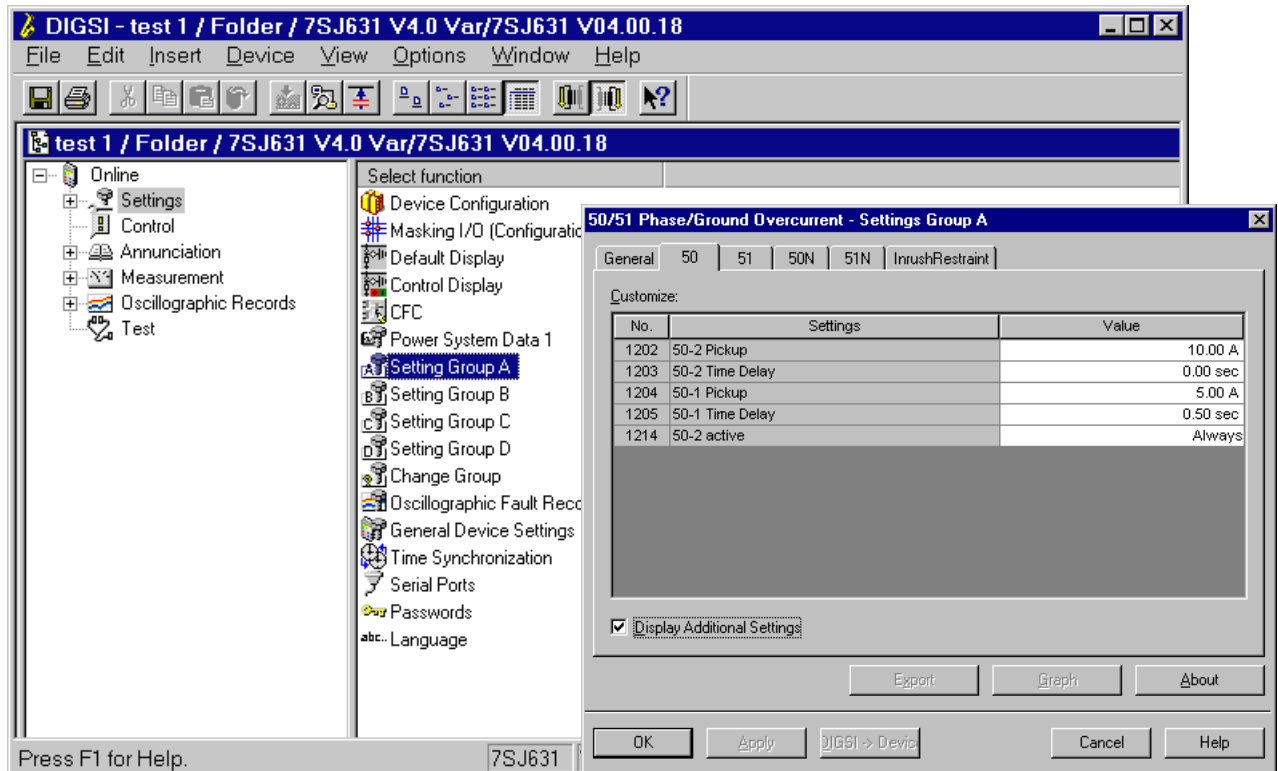 DIGSI - test 1 / Folder / 7SJ631 V4.0 Var/7SJ631 V04.00.18
File Edit Insert Device View Options Window Help
test 1 / Folder / 7SJ631 V4.0 Var/7SJ631 V04.00.18
Online
Settings
Control
Annunciation
Measurement
Oscillographic Records
Test
Select function
Device Configuration
Masking I/O (Configuratio
Default Display
Control Display
CFC
Power System Data 1
Setting Group A
Setting Group B
Setting Group C
Setting Group D
Change Group
Oscillographic Fault Reco
General Device Settings
Time Synchronization
Serial Ports
Passwords
abc.. Language
50/51 Phase/Ground Overcurrent - Settings Group A
General 50 51 50N 51N InrushRestraint
Customize:
No. Settings Value
1202 50-2 Pickup 10.00 A
1203 50-2 Time Delay 0.00 sec
1204 50-1 Pickup 5.00 A
1205 50-1 Time Delay 0.50 sec
1214 50-2 active Always
Display Additional Settings
Export Graph About
OK Apply DIGSI -> Devic Cancel Help
Press F1 for Help. 7SJ631